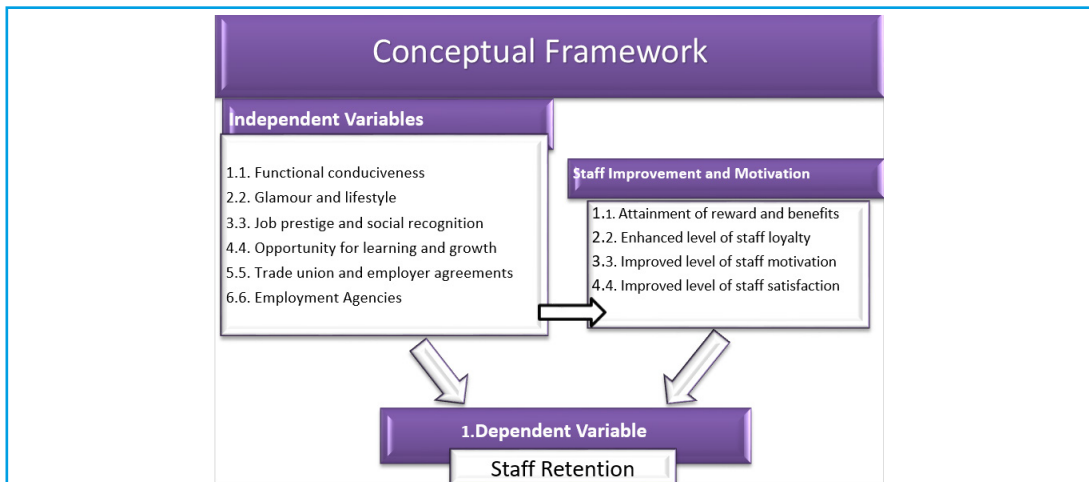 Conceptual Framework
Independent Variables
1.1. Functional conduciveness
2.2. Glamour and lifestyle
3.3. Job prestige and social recognition
4.4. Opportunity for learning and growth
5.5. Trade union and employer agreements
6.6. Employment Agencies
Staff Improvement and Motivation
1.1. Attainment of reward and benefits
2.2. Enhanced level of staff loyalty
3.3. Improved level of staff motivation
4.4. Improved level of staff satisfaction
1.Dependent Variable
Staff Retention